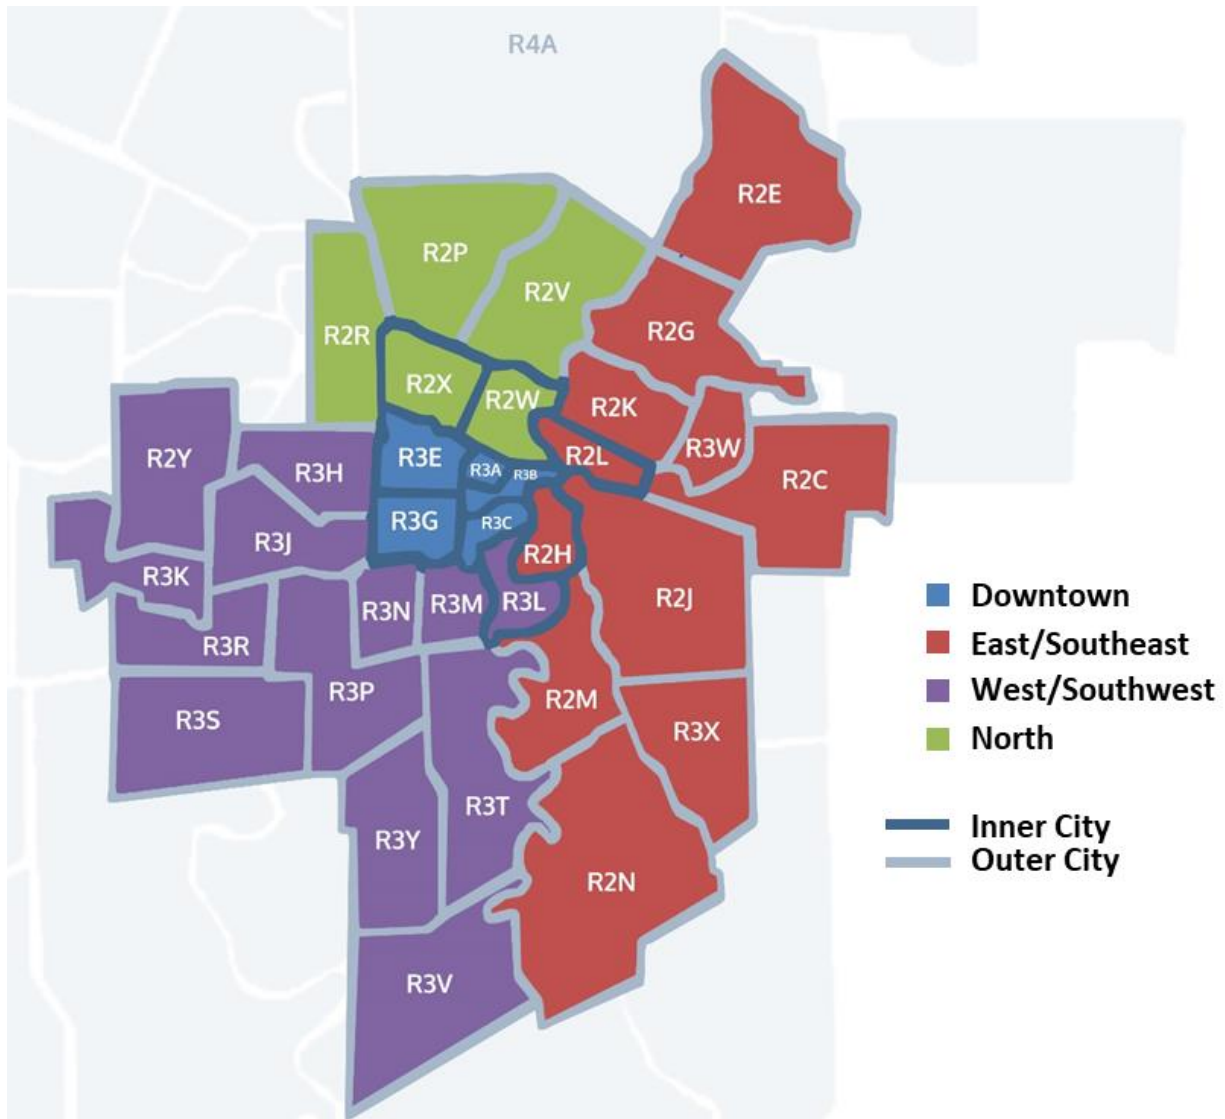 R4A
R2E
R2P
R2V
R2G
R2R
R2X
R2W
R2K
R3W
R2Y
R3H
R3E
R3A
R3B
R2L
R2C
R3G
R3C
R3J
R2H
R3K
R3N
R3M
R3L
R2J
R3R
R3P
R2M
R3S
R3X
R3T
R3Y
R2N
R3V
Downtown
East/Southeast
West/Southwest
North
Inner City
Outer City